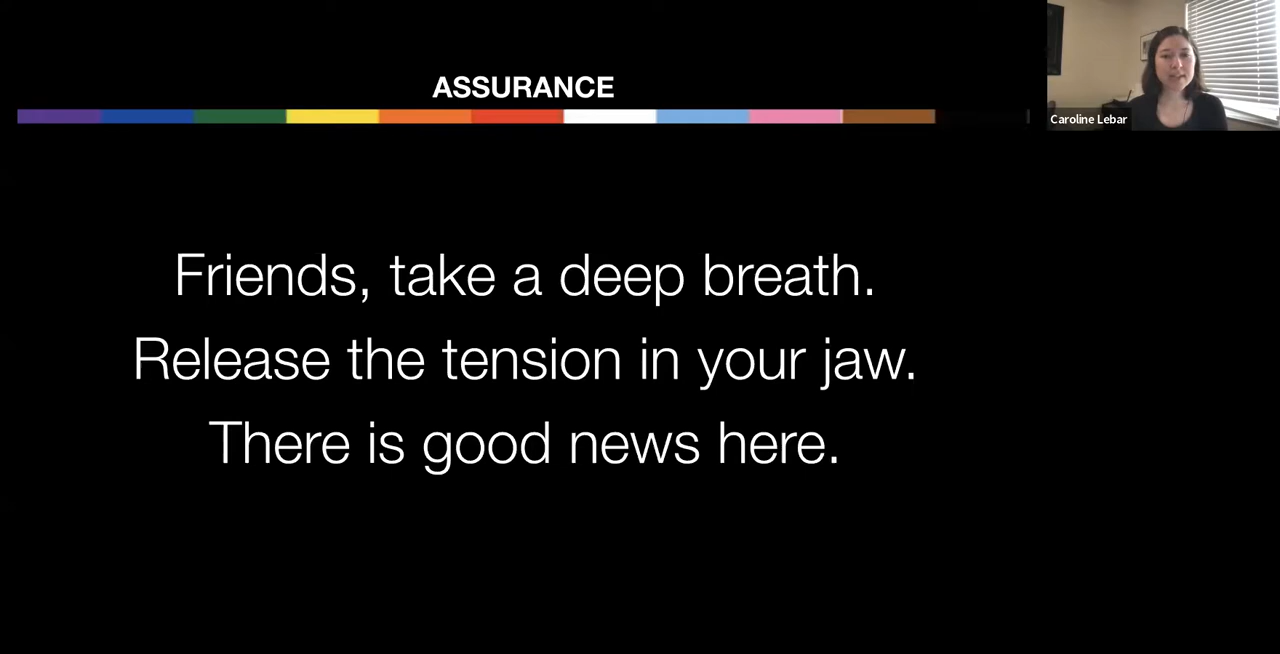 ASSURANCE
Caroline Lebar
Friends, take a deep breath.
Release the tension in your jaw.
There is good news here.